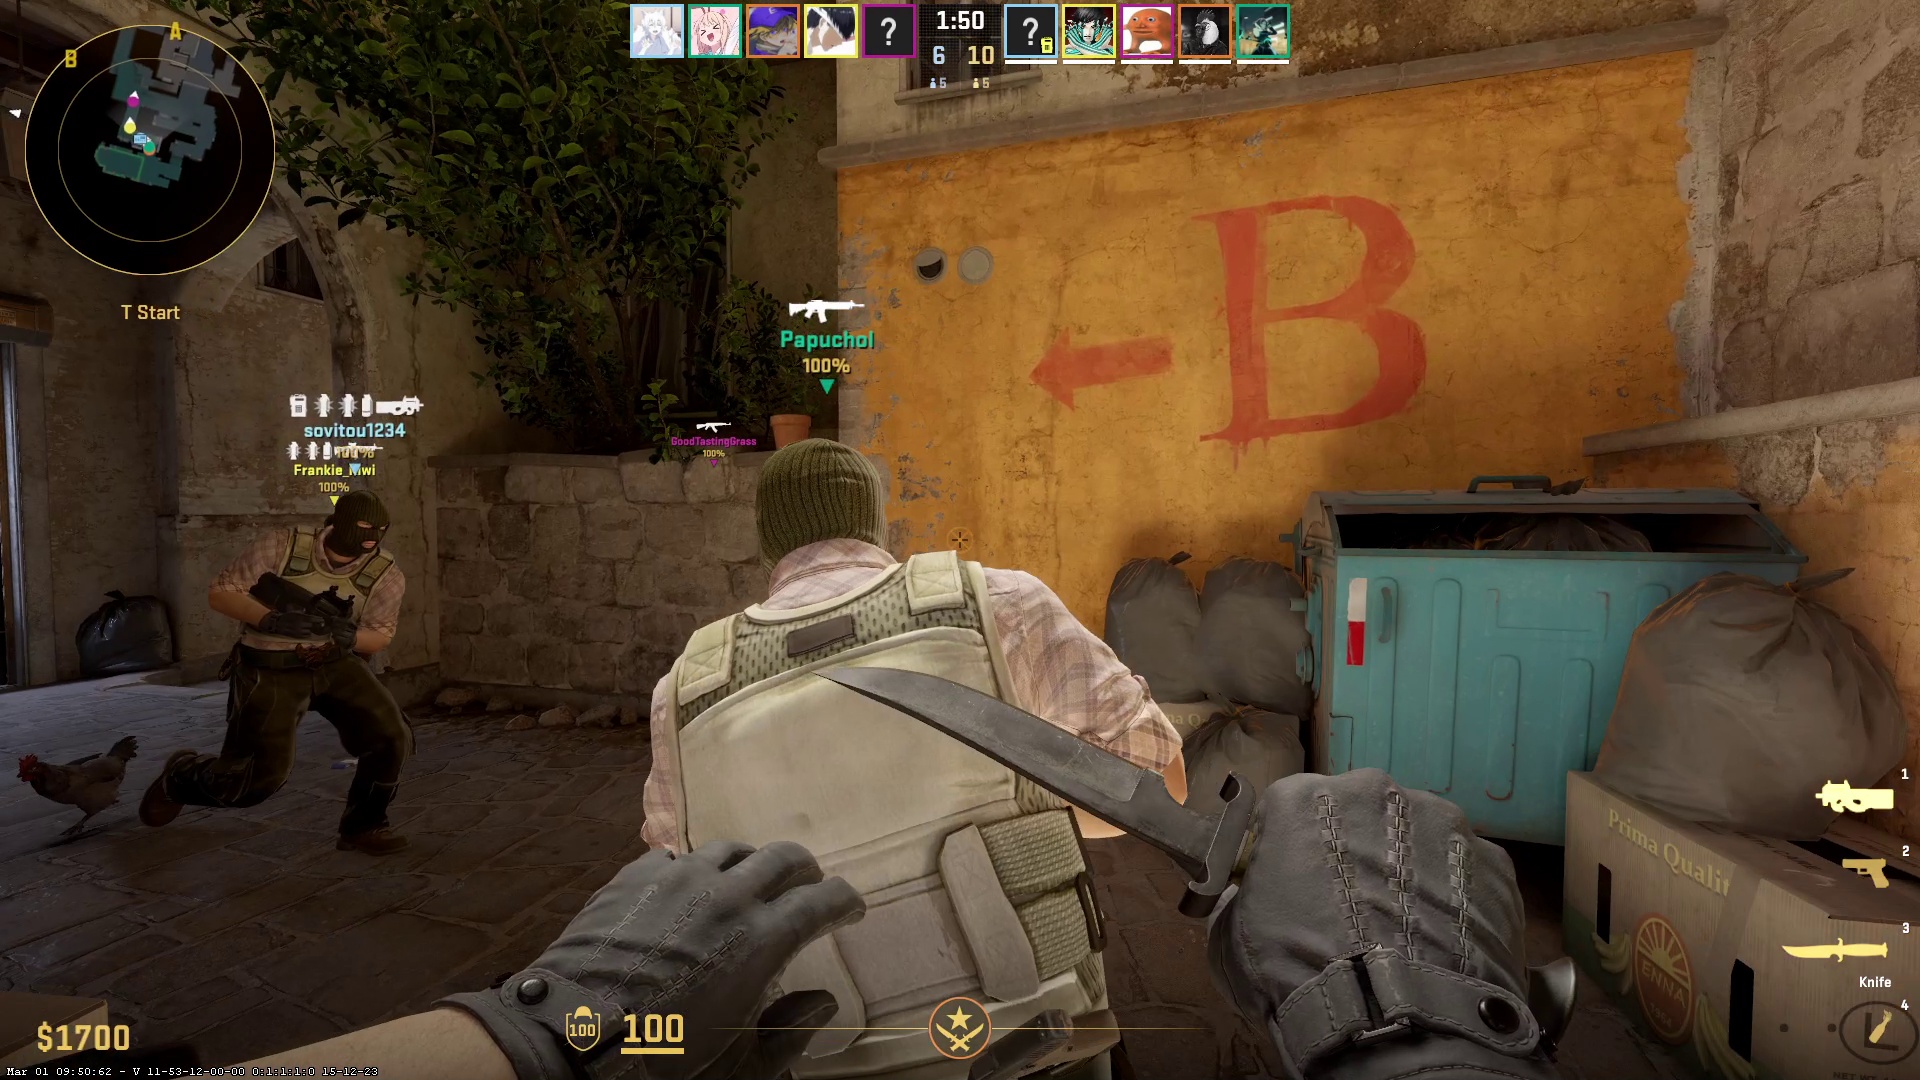 A
B
T Start
?
1:50
?
6 10
5 5
Papuchol
100%
sovitou1234
100%
GoodTastingGrass
100%
100%
B
Prima Qualit
ENNA
1
2
3
Knife
4
$1700
100
100
Mar 01 09:50:62 - V 11-53-12-00-00 0:1:1:1:0 15-12-23